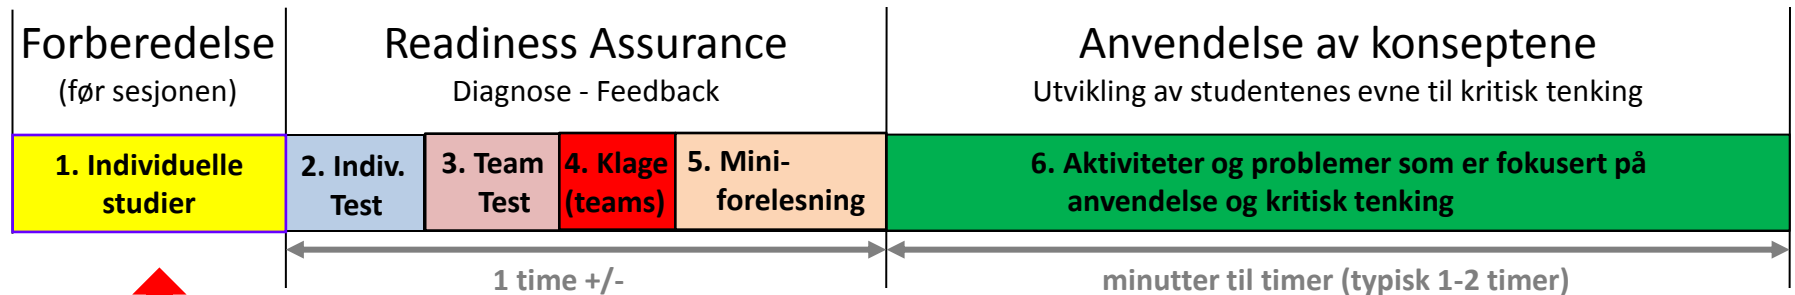 Forberedelse
(før sesjonen)
Readiness Assurance
Diagnose - Feedback
Anvendelse av konseptene
Utvikling av studentenes evne til kritisk tenking
1. Individuelle
studier
2. Indiv.
Test
3. Team
Test
4. Klage
(teams)
5. Mini-
forelesning
6. Aktiviteter og problemer som er fokusert på
anvendelse og kritisk tenking
1 time +/-
minutter til timer (typisk 1-2 timer)